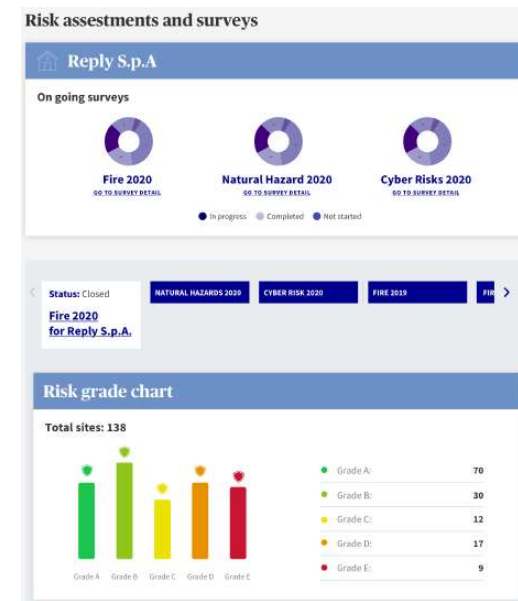 Risk assestments and surveys
Reply S.p.A
On going surveys
Fire 2020
GO TO SURVEY DETAIL
Natural Hazard 2020
GO TO SURVEY DETAIL
Cyber Risks 2020
GO TO SURVEY DETAIL
In progress Completed Not started
Status: Closed
Fire 2020
for Reply S.p.A.
NATURAL HAZARDS 2020
CYBER RISK 2020
FIRE 2019
FIR
Risk grade chart
Total sites: 138
Grade A Grade B Grade C Grade D Grade E
Grade A: 70
Grade B: 30
Grade C: 12
Grade D: 17
Grade E: 9